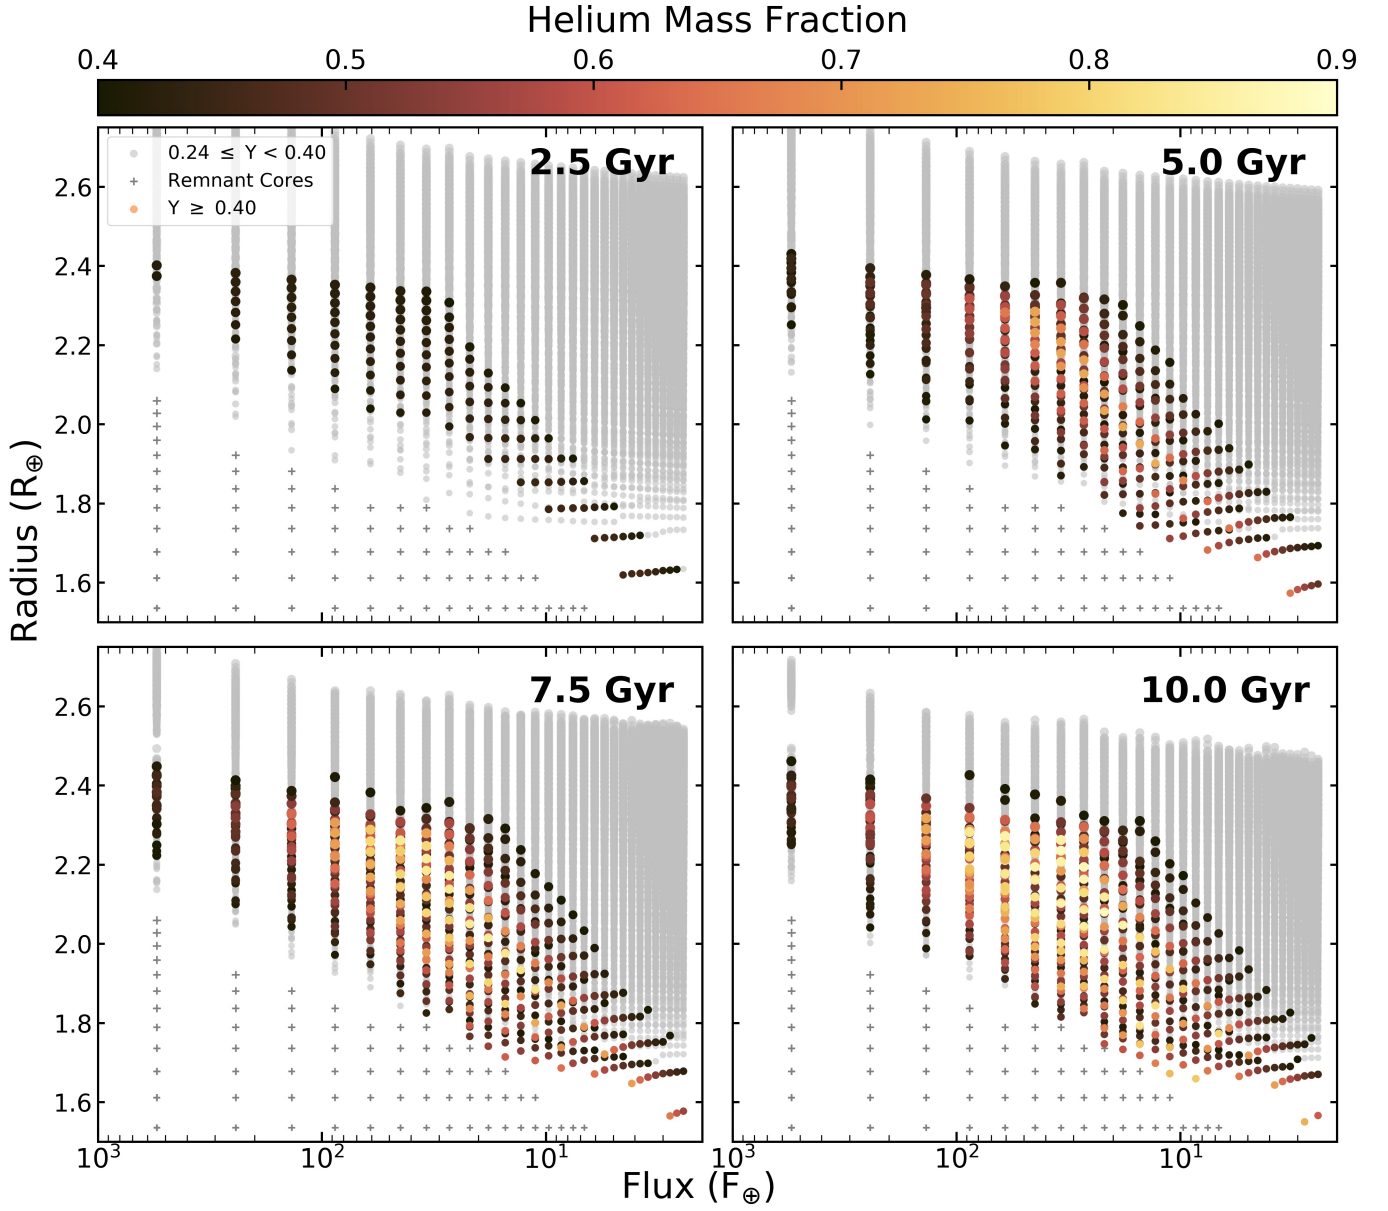 Helium Mass Fraction
0.4 0.5 0.6 0.7 0.8 0.9
0.24 ≤ Y < 0.40
Remnant Cores
Y ≥ 0.40
2.5 Gyr
5.0 Gyr
2.6
2.4
2.2
2.0
1.8
1.6
Radius (R⊕)
7.5 Gyr
10.0 Gyr
2.6
2.4
2.2
2.0
1.8
1.6
10³ 10² 10¹ 10³ 10² 10¹
Flux (F⊕)